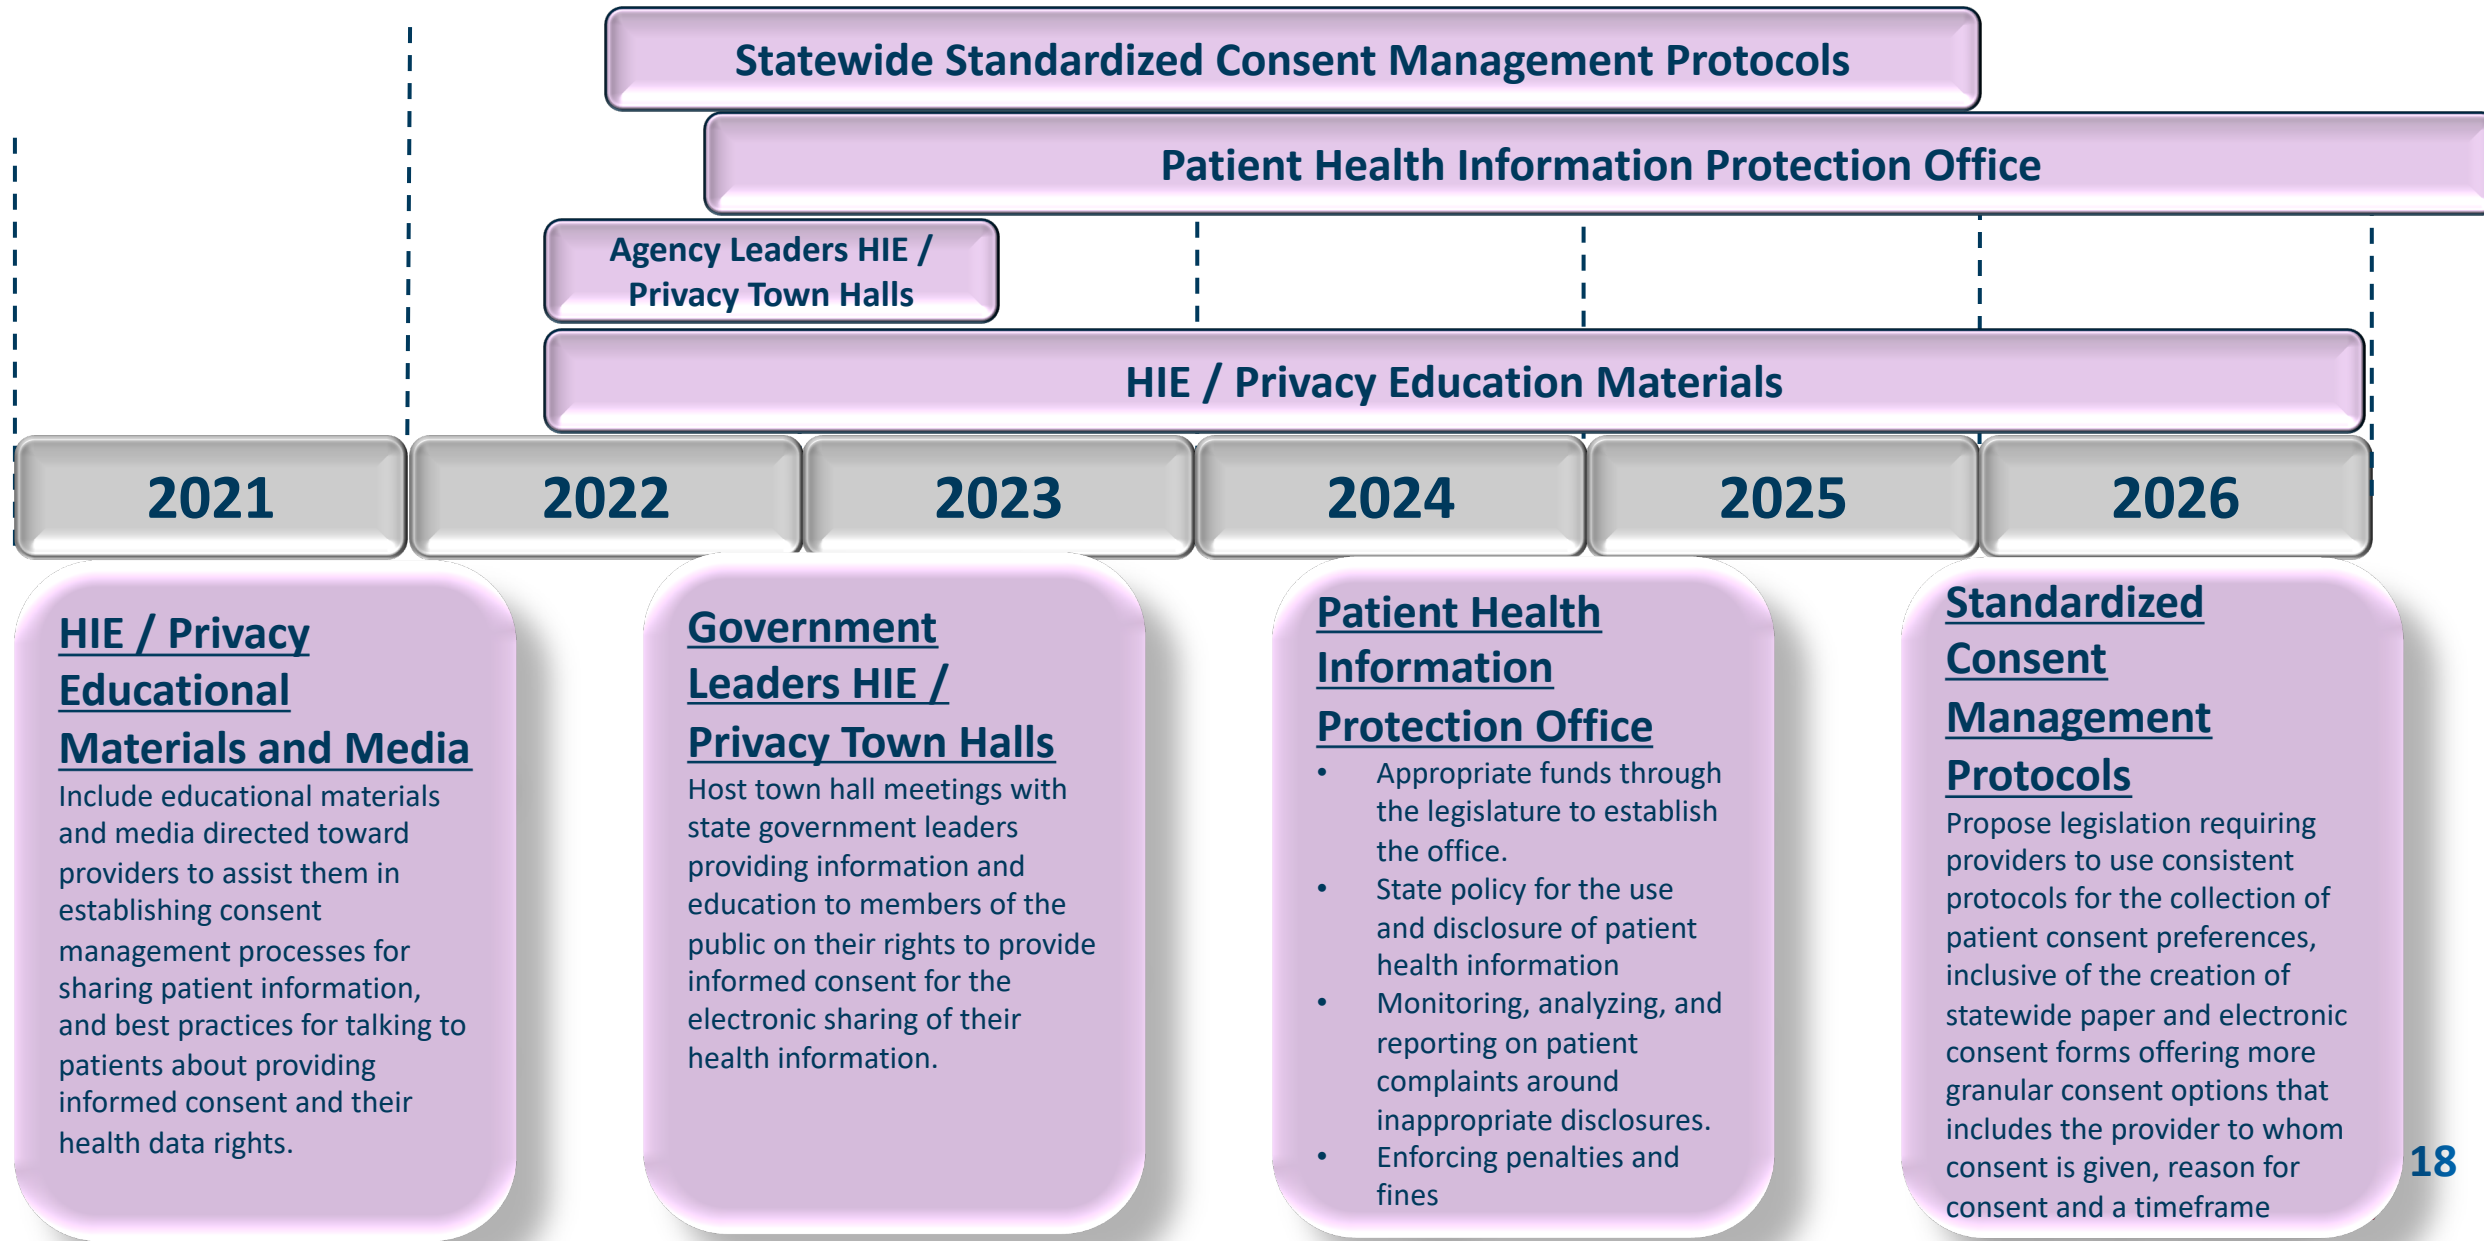 Statewide Standardized Consent Management Protocols
Patient Health Information Protection Office
Agency Leaders HIE /
Privacy Town Halls
HIE / Privacy Education Materials
2021
2022
2023
2024
2025
2026
HIE / Privacy
Educational
Materials and Media
Include educational materials
and media directed toward
providers to assist them in
establishing consent
management processes for
sharing patient information,
and best practices for talking to
patients about providing
informed consent and their
health data rights.
Government
Leaders HIE /
Privacy Town Halls
Host town hall meetings with
state government leaders
providing information and
education to members of the
public on their rights to provide
informed consent for the
electronic sharing of their
health information.
Patient Health
Information
Protection Office
• Appropriate funds through
the legislature to establish
the office.
• State policy for the use
and disclosure of patient
health information
• Monitoring, analyzing, and
reporting on patient
complaints around
inappropriate disclosures.
• Enforcing penalties and
fines
Standardized
Consent
Management
Protocols
Propose legislation requiring
providers to use consistent
protocols for the collection of
patient consent preferences,
inclusive of the creation of
statewide paper and electronic
consent forms offering more
granular consent options that
includes the provider to whom
consent is given, reason for
consent and a timeframe
18